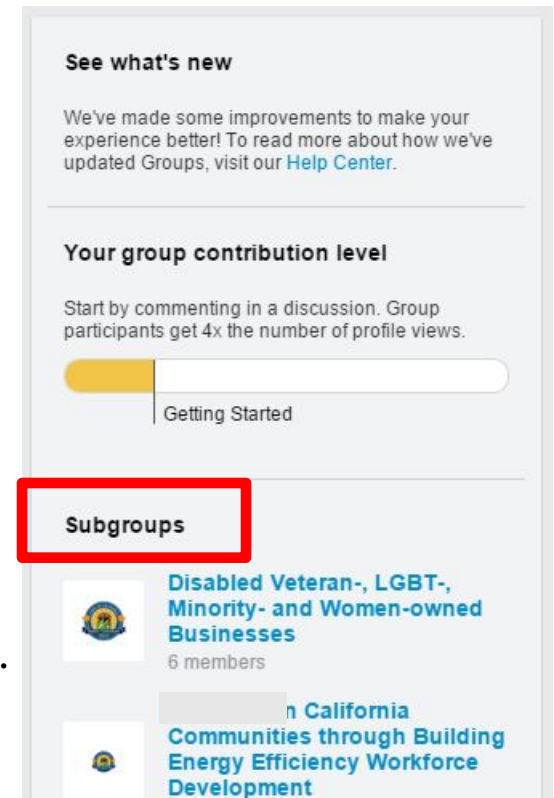 See what's new
We've made some improvements to make your
experience better! To read more about how we've
updated Groups, visit our Help Center.
Your group contribution level
Start by commenting in a discussion. Group
participants get 4x the number of profile views.
Getting Started
Subgroups
Disabled Veteran-, LGBT-,
Minority- and Women-owned
Businesses
6 members
.
n California
Communities through Building
Energy Efficiency Workforce
Development